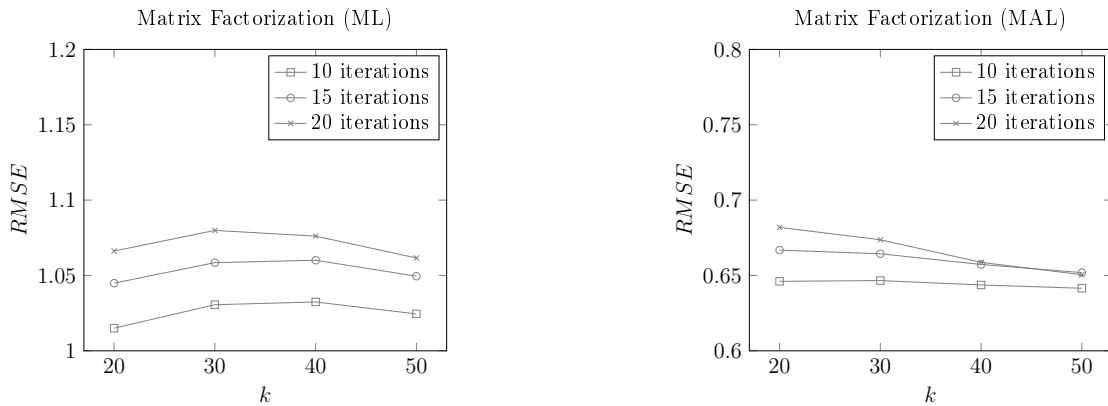 Matrix Factorization (ML)
1.2
1.15
1.1
1.05
1
RMSE
10 iterations
15 iterations
20 iterations
20 30 40 50
k
Matrix Factorization (MAL)
0.8
0.75
0.7
0.65
0.6
RMSE
10 iterations
15 iterations
20 iterations
20 30 40 50
k